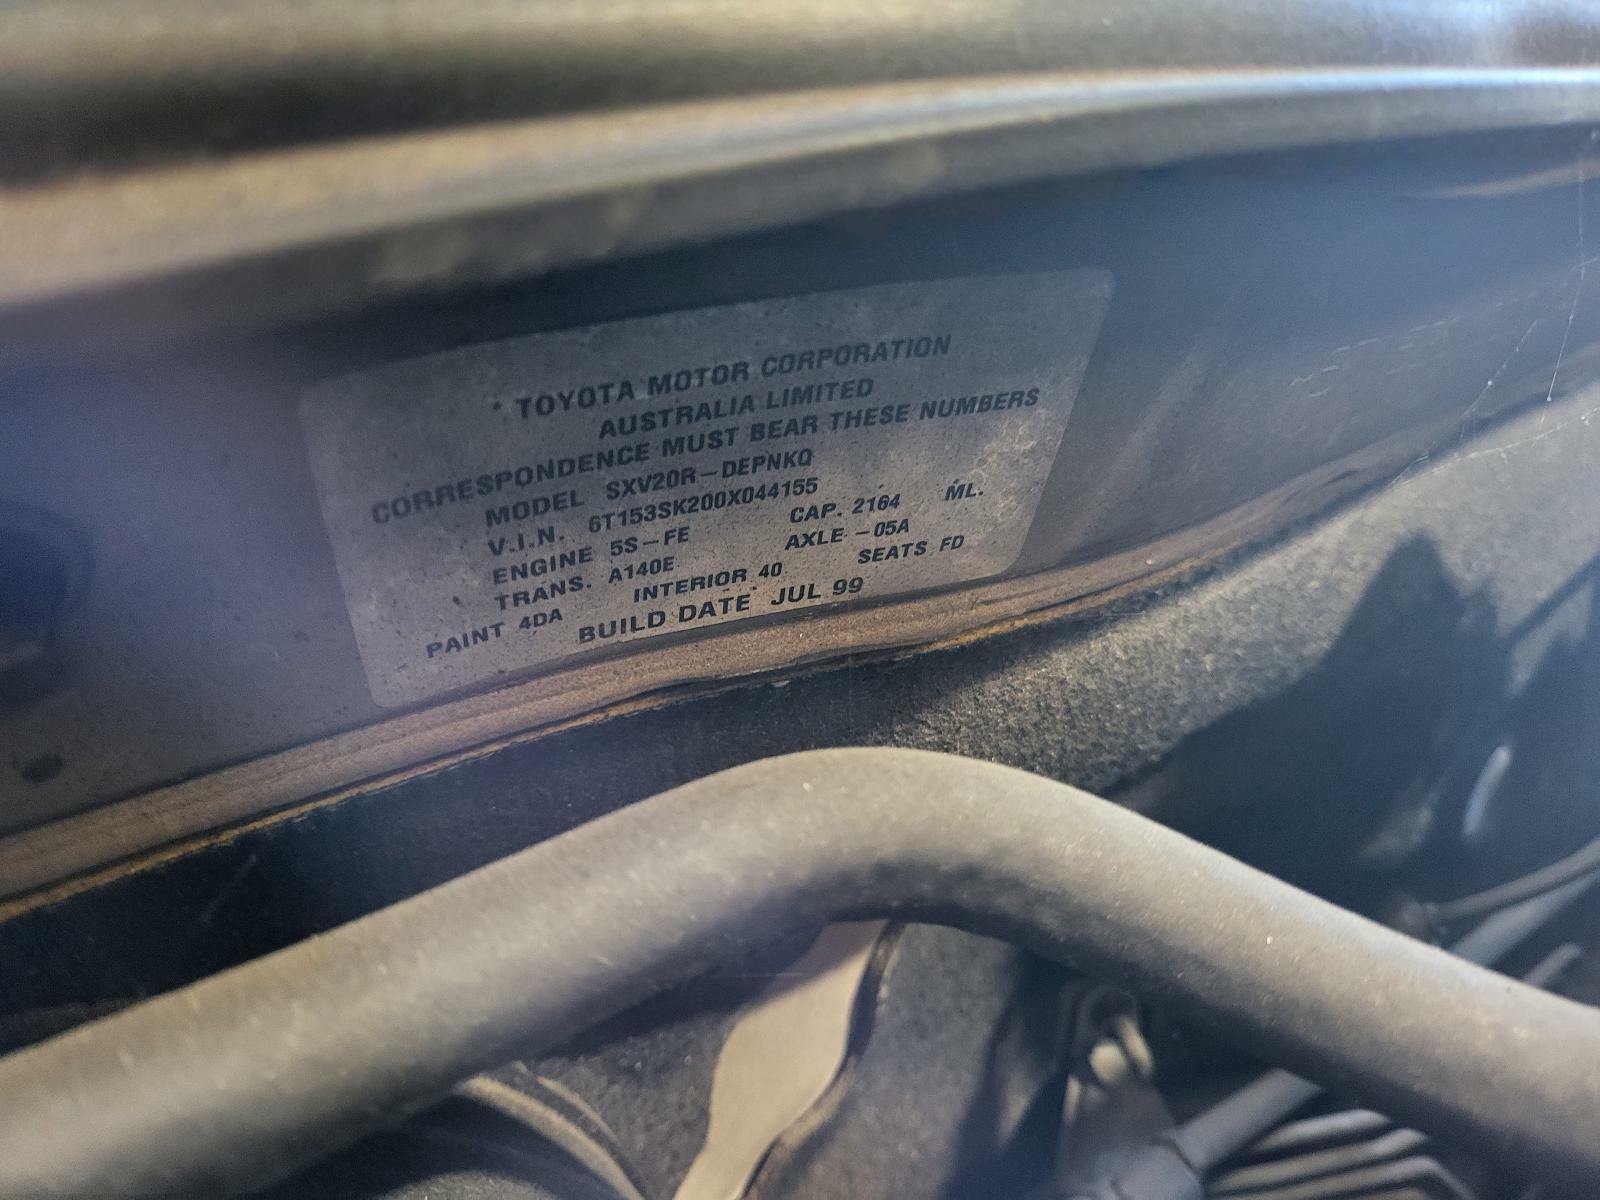 TOYOTA MOTOR CORPORATION
AUSTRALIA LIMITED
CORRESPONDENCE MUST BEAR THESE NUMBERS
MODEL SXV20R-DEPNKQ
V.I.N. 6T153SK200X044155
ENGINE 5S-FE CAP. 2164 ML.
TRANS. A140E AXLE -05A
PAINT 4DA INTERIOR 40 SEATS FD
BUILD DATE JUL 99